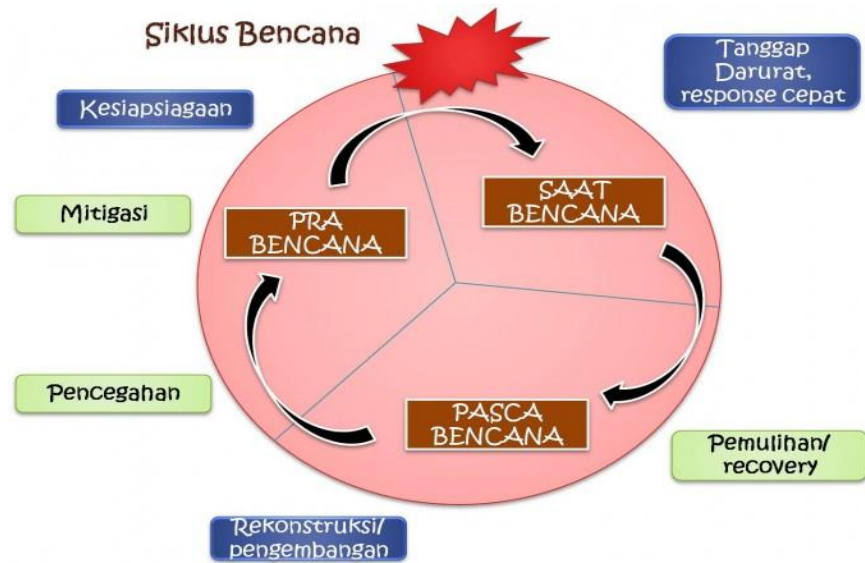 Siklus Bencana
Tanggap
Darurat,
response cepat
Kesiapsiagaan
Mitigasi
PRA
BENCANA
SAAT
BENCANA
Pencegahan
PASCA
BENCANA
Pemulihan/
recovery
Rekonstruksi/
pengembangan